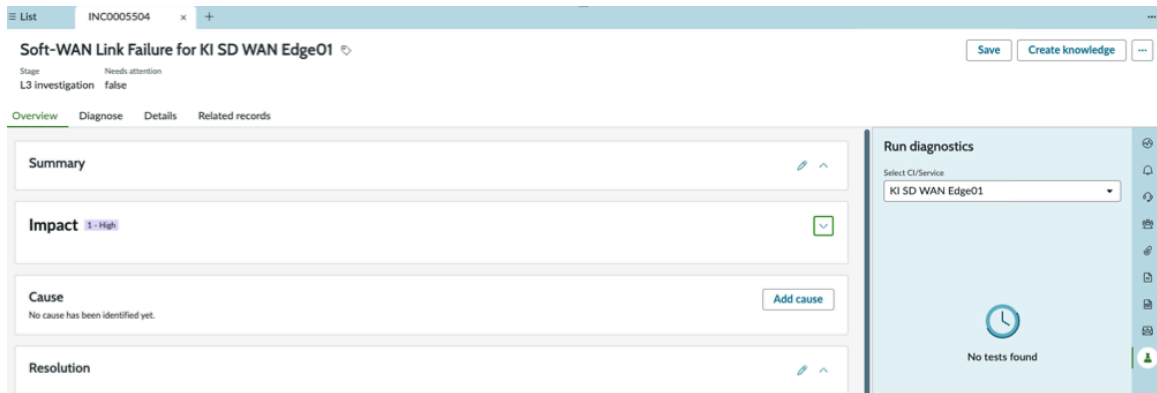 List
INC0005504
Soft-WAN Link Failure for KI SD WAN Edge01
Save
Create knowledge
Stage
Needs attention
L3 investigation
false
Overview
Diagnose
Details
Related records
Summary
Impact
1 - High
Cause
No cause has been identified yet.
Add cause
Resolution
Run diagnostics
Select CI/Service
KI SD WAN Edge01
No tests found